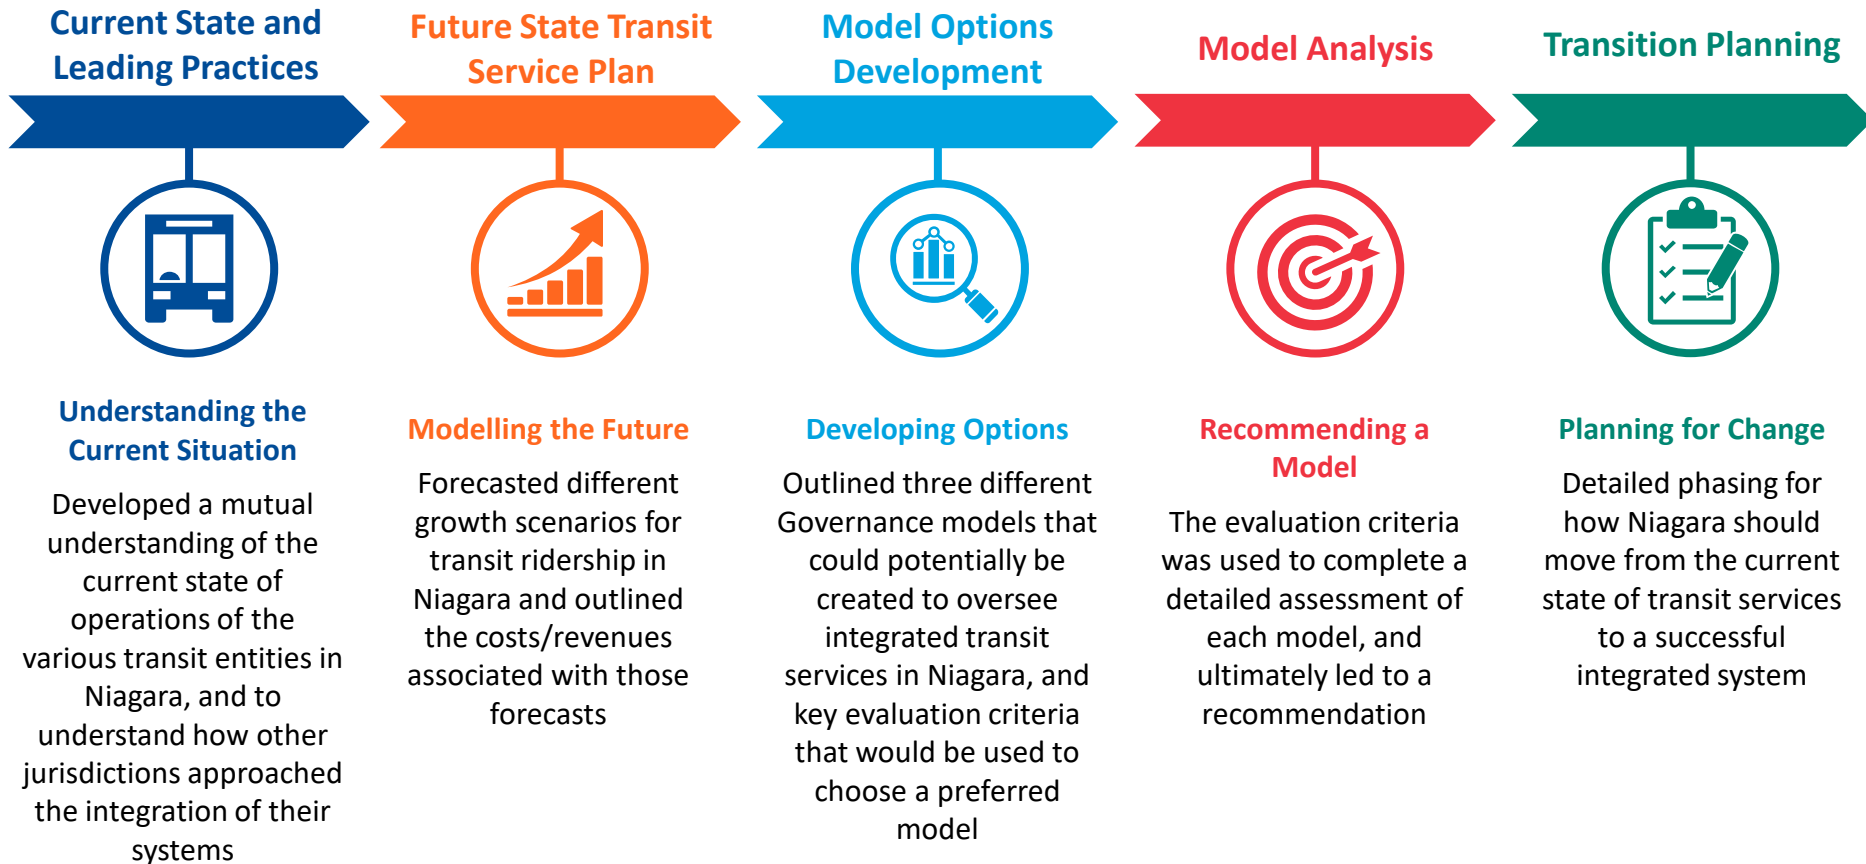 Current State and
Leading Practices
Understanding the
Current Situation
Developed a mutual
understanding of the
current state of
operations of the
various transit entities in
Niagara, and to
understand how other
jurisdictions approached
the integration of their
systems
Future State Transit
Service Plan
Modelling the Future
Forecasted different
growth scenarios for
transit ridership in
Niagara and outlined
the costs/revenues
associated with those
forecasts
Model Options
Development
Developing Options
Outlined three different
Governance models that
could potentially be
created to oversee
integrated transit
services in Niagara, and
key evaluation criteria
that would be used to
choose a preferred
model
Model Analysis
Recommending a
Model
The evaluation criteria
was used to complete a
detailed assessment of
each model, and
ultimately led to a
recommendation
Transition Planning
Planning for Change
Detailed phasing for
how Niagara should
move from the current
state of transit services
to a successful
integrated system